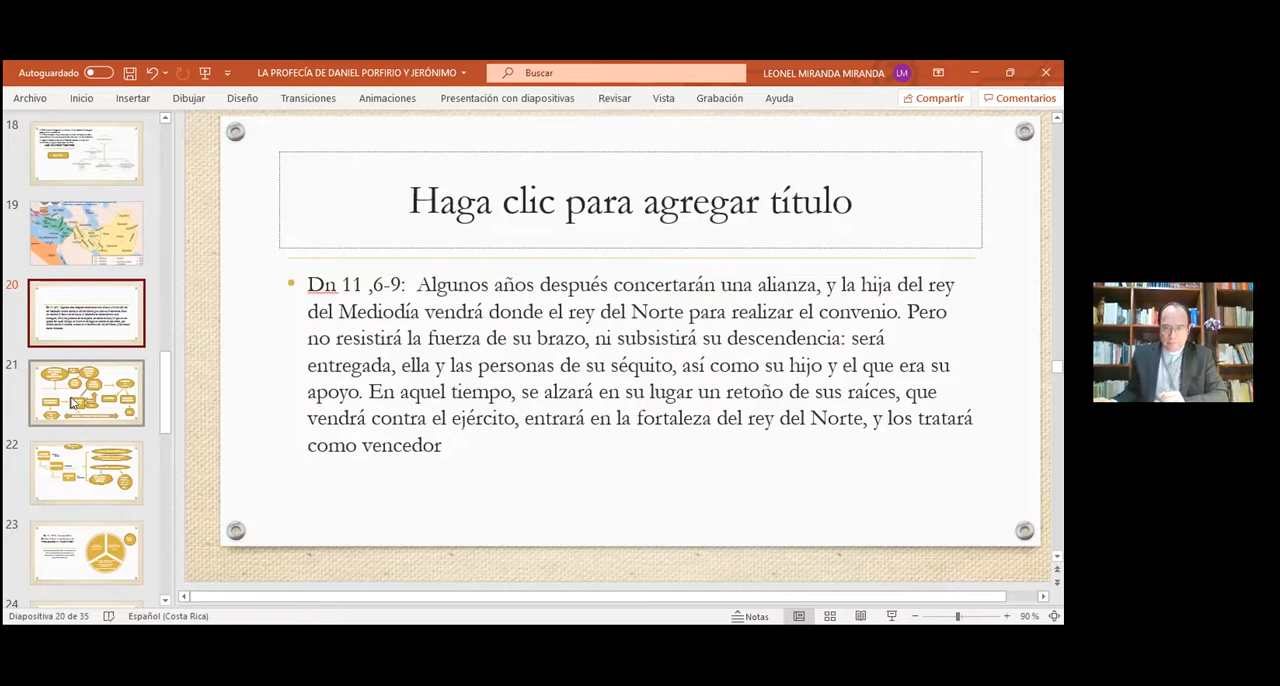 Autoguardado
LA PROFECÍA DE DANIEL PORFIRIO Y JERÓNIMO
Buscar
LEONEL MIRANDA MIRANDA
LM
Archivo Inicio Insertar Dibujar Diseño Transiciones Animaciones Presentación con diapositivas Revisar Vista Grabación Ayuda
Compartir Comentarios
18
19
20
21
22
23
24
Haga clic para agregar título
• Dn 11 ,6-9: Algunos años después concertarán una alianza, y la hija del rey
del Mediodía vendrá donde el rey del Norte para realizar el convenio. Pero
no resistirá la fuerza de su brazo, ni subsistirá su descendencia: será
entregada, ella y las personas de su séquito, así como su hijo y el que era su
apoyo. En aquel tiempo, se alzará en su lugar un retoño de sus raíces, que
vendrá contra el ejército, entrará en la fortaleza del rey del Norte, y los tratará
como vencedor
Diapositiva 20 de 35
Español (Costa Rica)
Notas
90 %